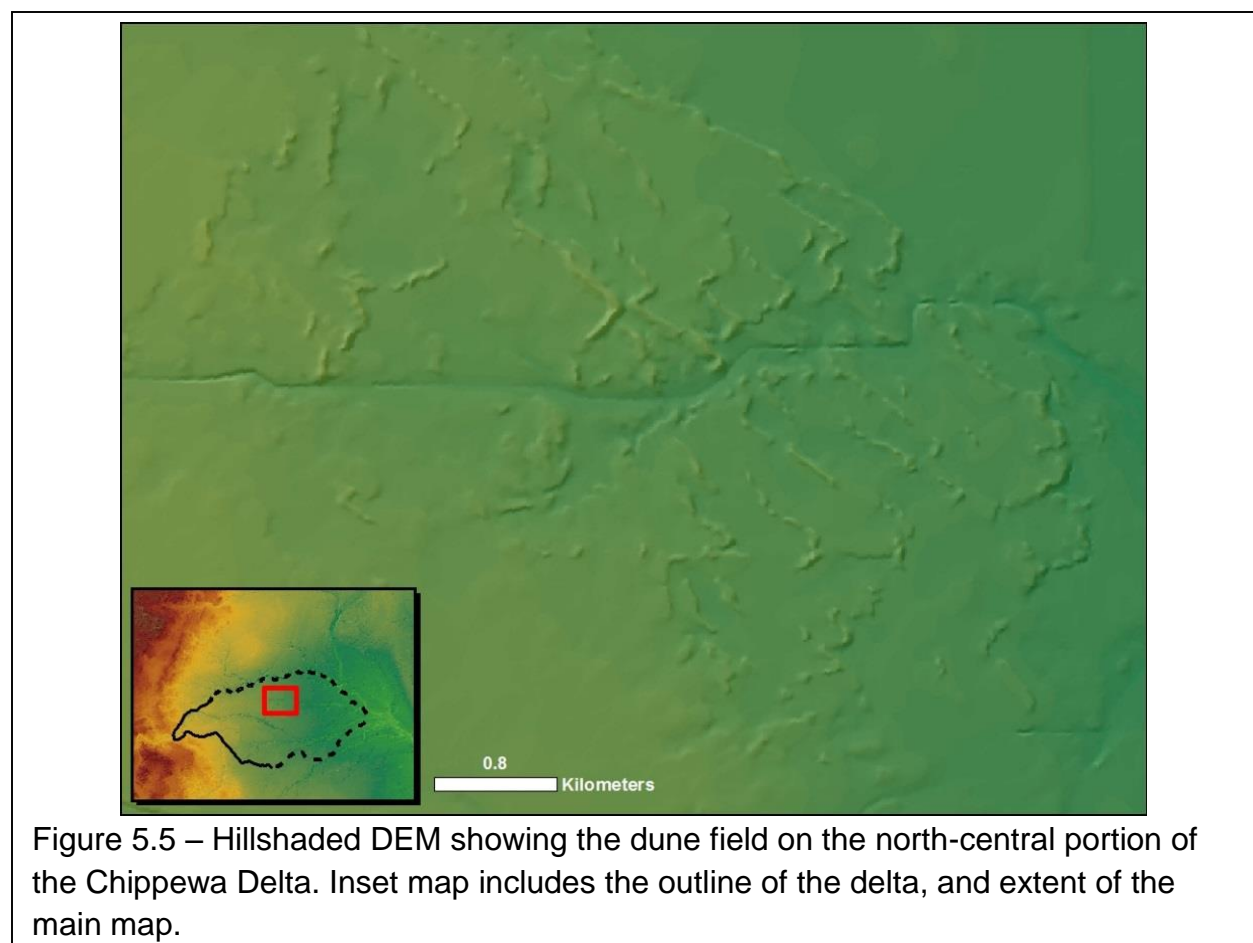 0.8
Kilometers
Figure 5.5 – Hillshaded DEM showing the dune field on the north-central portion of
the Chippewa Delta. Inset map includes the outline of the delta, and extent of the
main map.